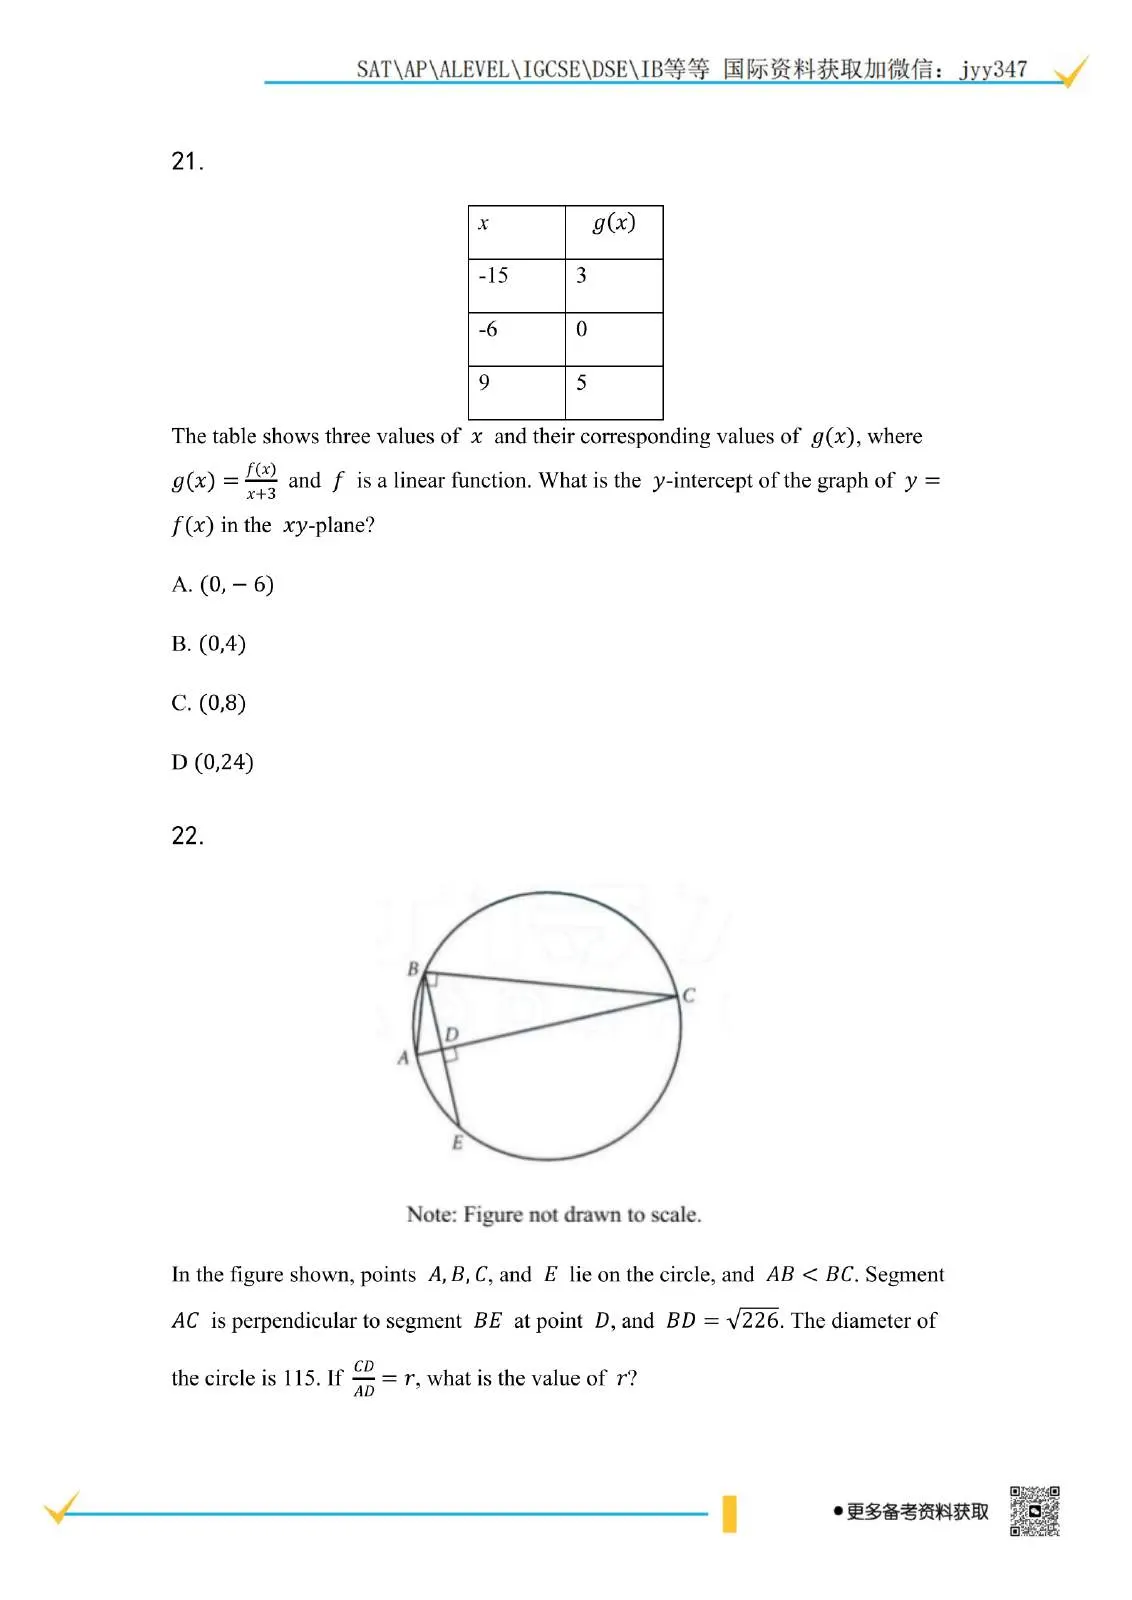 SAT\AP\ALEVEL\IGCSE\DSE\IB等等 国际资料获取加微信：jyy347
21.
x g(x)
-15 3
-6 0
9 5
The table shows three values of x and their corresponding values of g(x), where
g(x) = f(x)/x+3 and f is a linear function. What is the y-intercept of the graph of y =
f(x) in the xy-plane?
A. (0, − 6)
B. (0,4)
C. (0,8)
D (0,24)
22.
B
C
D
A
E
Note: Figure not drawn to scale.
In the figure shown, points A, B, C, and E lie on the circle, and AB < BC. Segment
AC is perpendicular to segment BE at point D, and BD = √226. The diameter of
the circle is 115. If CD/AD = r, what is the value of r?
●更多备考资料获取